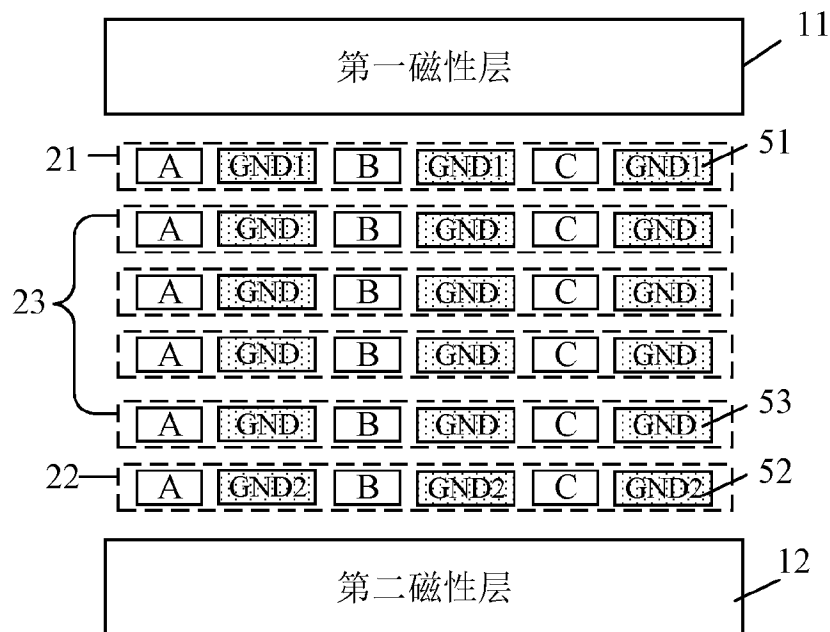 11
第一磁性层
21 A GND1 B GND1 C GND1 51
A GND B GND C GND
23 A GND B GND C GND
A GND B GND C GND
A GND B GND C GND 53
22 A GND2 B GND2 C GND2 52
第二磁性层 12